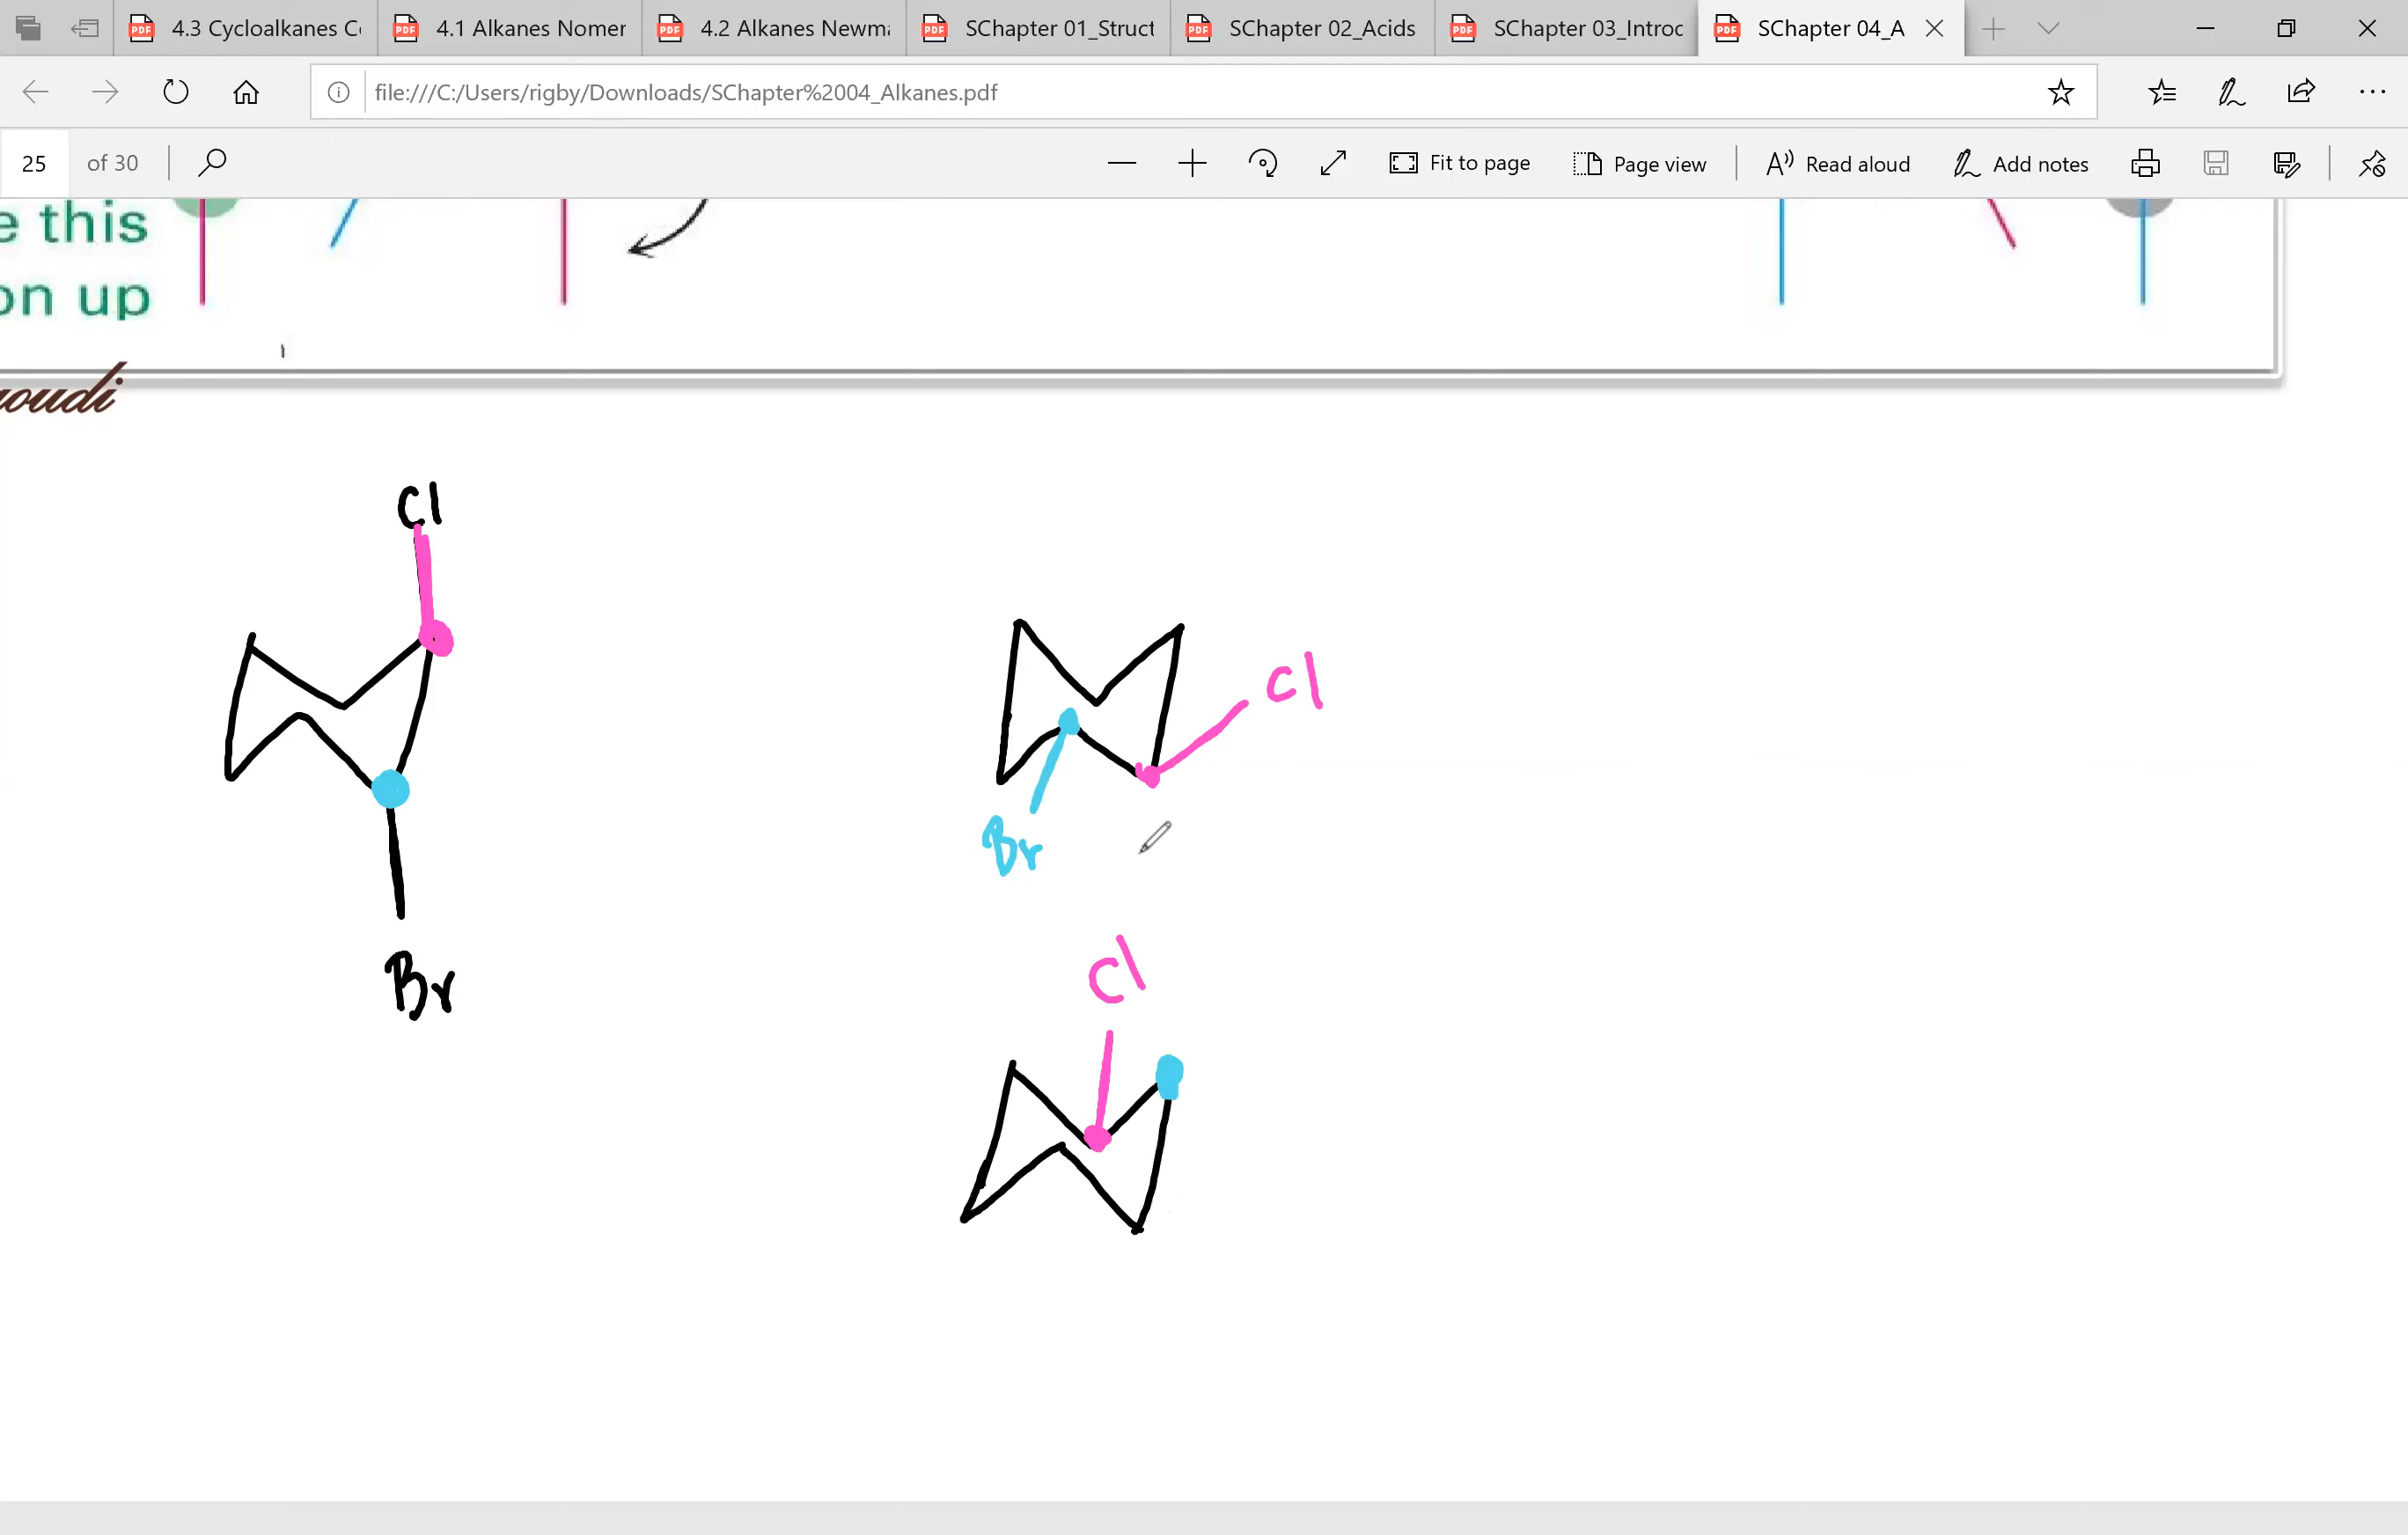 4.3 Cycloalkanes C
4.1 Alkanes Nomer
4.2 Alkanes Newm
SChapter 01_Struct
SChapter 02_Acids
SChapter 03_Introc
SChapter 04_A
file:///C:/Users/rigby/Downloads/SChapter%2004_Alkanes.pdf
25 of 30
Fit to page
Page view
Read aloud
Add notes
e this
on up
oudi
Cl
Br
Cl
Br
Cl